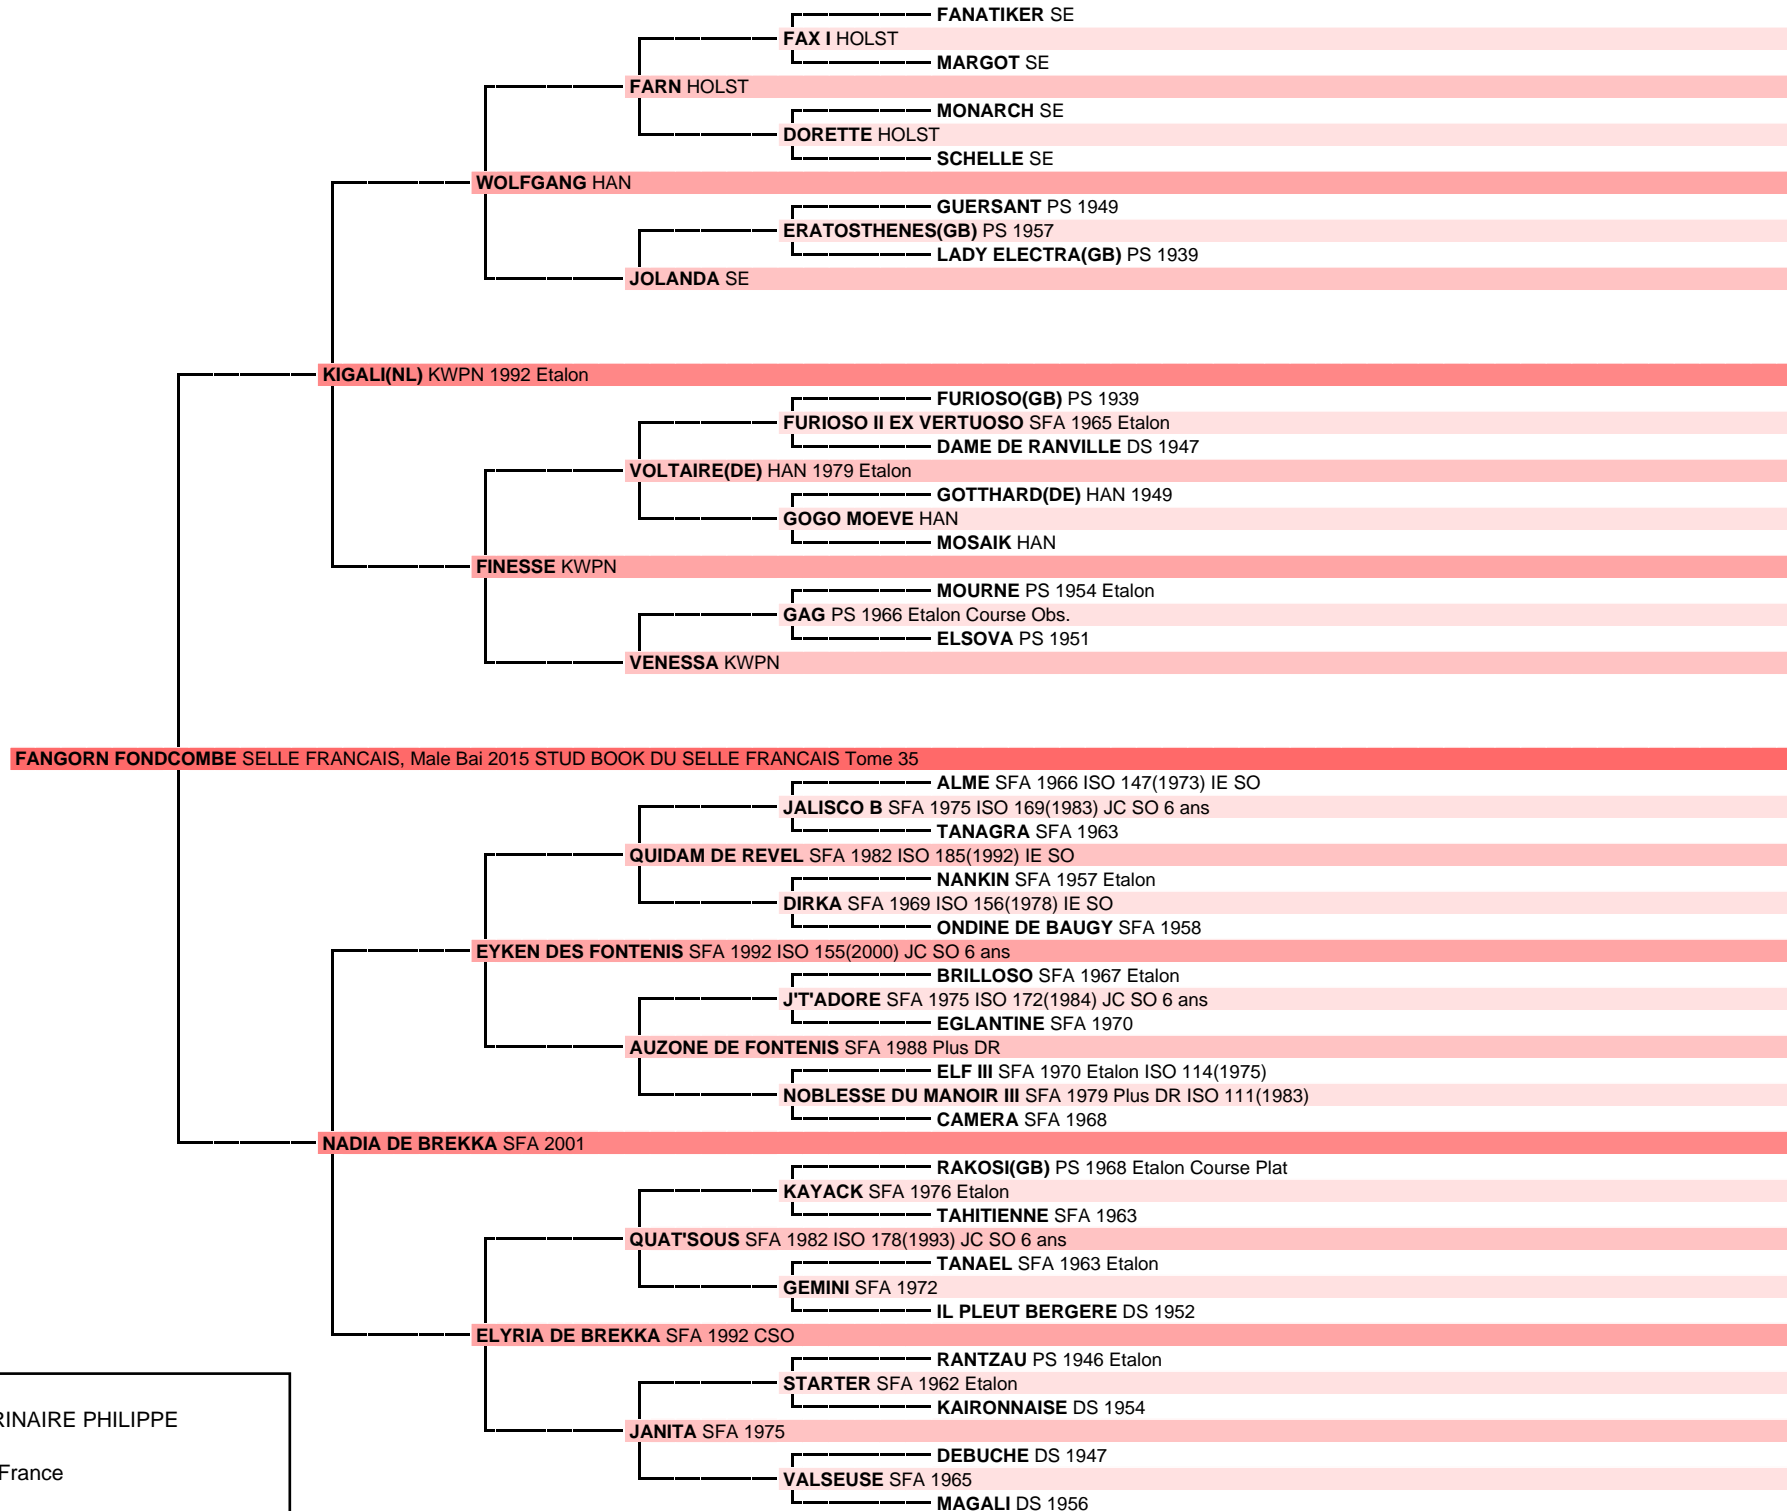 FANATIKER SE
FAX I HOLST
MARGOT SE
FARN HOLST
MONARCH SE
DORETTE HOLST
SCHELLE SE
WOLFGANG HAN
GUERSANT PS 1949
ERATOSTHENES(GB) PS 1957
LADY ELECTRA(GB) PS 1939
JOLANDA SE
KIGALI(NL) KWPN 1992 Etalon
FURIOSO(GB) PS 1939
FURIOSO II EX VERTUOSO SFA 1965 Etalon
DAME DE RANVILLE DS 1947
VOLTAIRE(DE) HAN 1979 Etalon
GOTTHARD(DE) HAN 1949
GOGO MOEVE HAN
MOSAIK HAN
FINESSE KWPN
MOURNE PS 1954 Etalon
GAG PS 1966 Etalon Course Obs.
ELSOVA PS 1951
VENESSA KWPN
FANGORN FONDCOMBE SELLE FRANCAIS, Male Bai 2015 STUD BOOK DU SELLE FRANCAIS Tome 35
ALME SFA 1966 ISO 147(1973) IE SO
JALISCO B SFA 1975 ISO 169(1983) JC SO 6 ans
TANAGRA SFA 1963
QUIDAM DE REVEL SFA 1982 ISO 185(1992) IE SO
NANKIN SFA 1957 Etalon
DIRKA SFA 1969 ISO 156(1978) IE SO
ONDINE DE BAUGY SFA 1958
EYKEN DES FONTENIS SFA 1992 ISO 155(2000) JC SO 6 ans
BRILLOSO SFA 1967 Etalon
J'T'ADORE SFA 1975 ISO 172(1984) JC SO 6 ans
EGLANTINE SFA 1970
AUZONE DE FONTENIS SFA 1988 Plus DR
ELF III SFA 1970 Etalon ISO 114(1975)
NOBLESSE DU MANOIR III SFA 1979 Plus DR ISO 111(1983)
CAMERA SFA 1968
NADIA DE BREKKA SFA 2001
RAKOSI(GB) PS 1968 Etalon Course Plat
KAYACK SFA 1976 Etalon
TAHITIENNE SFA 1963
QUAT'SOUS SFA 1982 ISO 178(1993) JC SO 6 ans
TANAEL SFA 1963 Etalon
GEMINI SFA 1972
IL PLEUT BERGERE DS 1952
ELYRIA DE BREKKA SFA 1992 CSO
RANTZAU PS 1946 Etalon
STARTER SFA 1962 Etalon
KAIRONNAISE DS 1954
JANITA SFA 1975
DEBUCHE DS 1947
VALSEUSE SFA 1965
MAGALI DS 1956
RINAIRE PHILIPPE
France